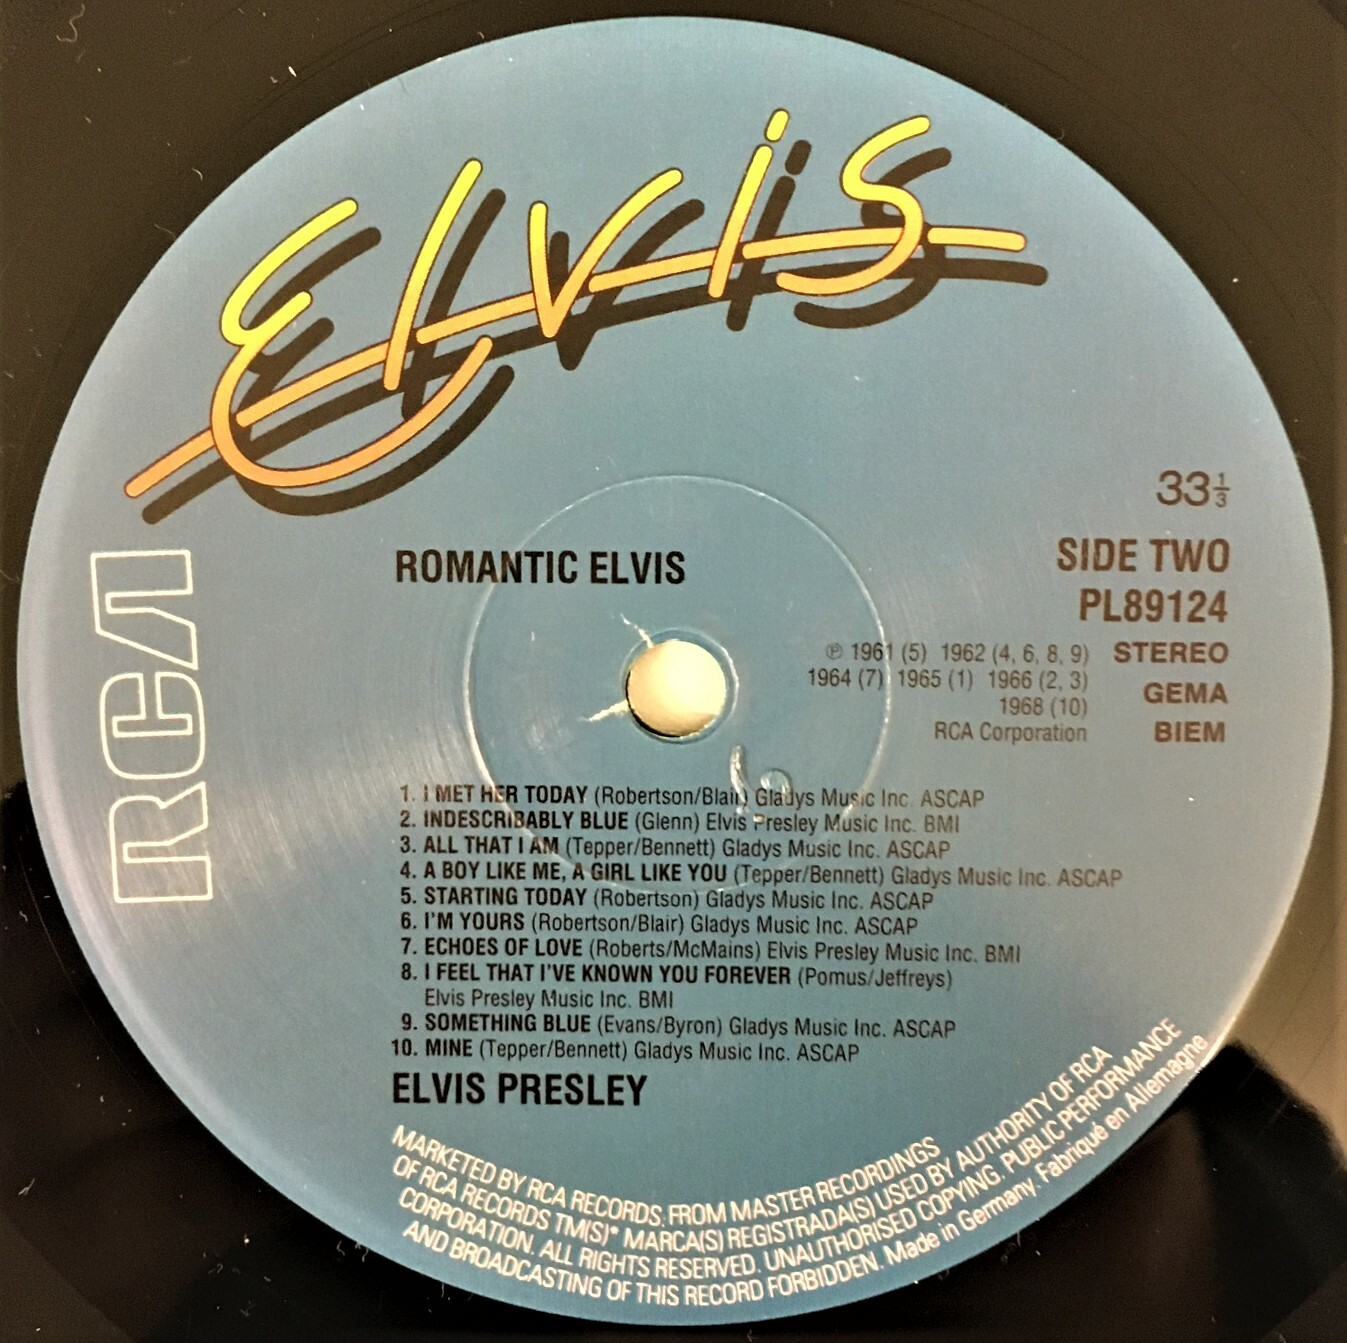 Elvis
RCA
33⅓
ROMANTIC ELVIS
SIDE TWO
PL89124
℗ 1961 (5) 1962 (4, 6, 8, 9) STEREO
1964 (7) 1965 (1) 1966 (2, 3) GEMA
1968 (10)
RCA Corporation BIEM
1. I MET HER TODAY (Robertson/Blair) Gladys Music Inc. ASCAP
2. INDESCRIBABLY BLUE (Glenn) Elvis Presley Music Inc. BMI
3. ALL THAT I AM (Tepper/Bennett) Gladys Music Inc. ASCAP
4. A BOY LIKE ME, A GIRL LIKE YOU (Tepper/Bennett) Gladys Music Inc. ASCAP
5. STARTING TODAY (Robertson) Gladys Music Inc. ASCAP
6. I'M YOURS (Robertson/Blair) Gladys Music Inc. ASCAP
7. ECHOES OF LOVE (Roberts/McMains) Elvis Presley Music Inc. BMI
8. I FEEL THAT I'VE KNOWN YOU FOREVER (Pomus/Jeffreys)
Elvis Presley Music Inc. BMI
9. SOMETHING BLUE (Evans/Byron) Gladys Music Inc. ASCAP
10. MINE (Tepper/Bennett) Gladys Music Inc. ASCAP
ELVIS PRESLEY
MARKETED BY RCA RECORDS; FROM MASTER RECORDINGS
OF RCA RECORDS TM(S)* MARCA(S) REGISTRADA(S) USED BY AUTHORITY OF RCA
CORPORATION. ALL RIGHTS RESERVED. UNAUTHORISED COPYING, PUBLIC PERFORMANCE
AND BROADCASTING OF THIS RECORD FORBIDDEN. Made in Germany. Fabriqué en Allemagne